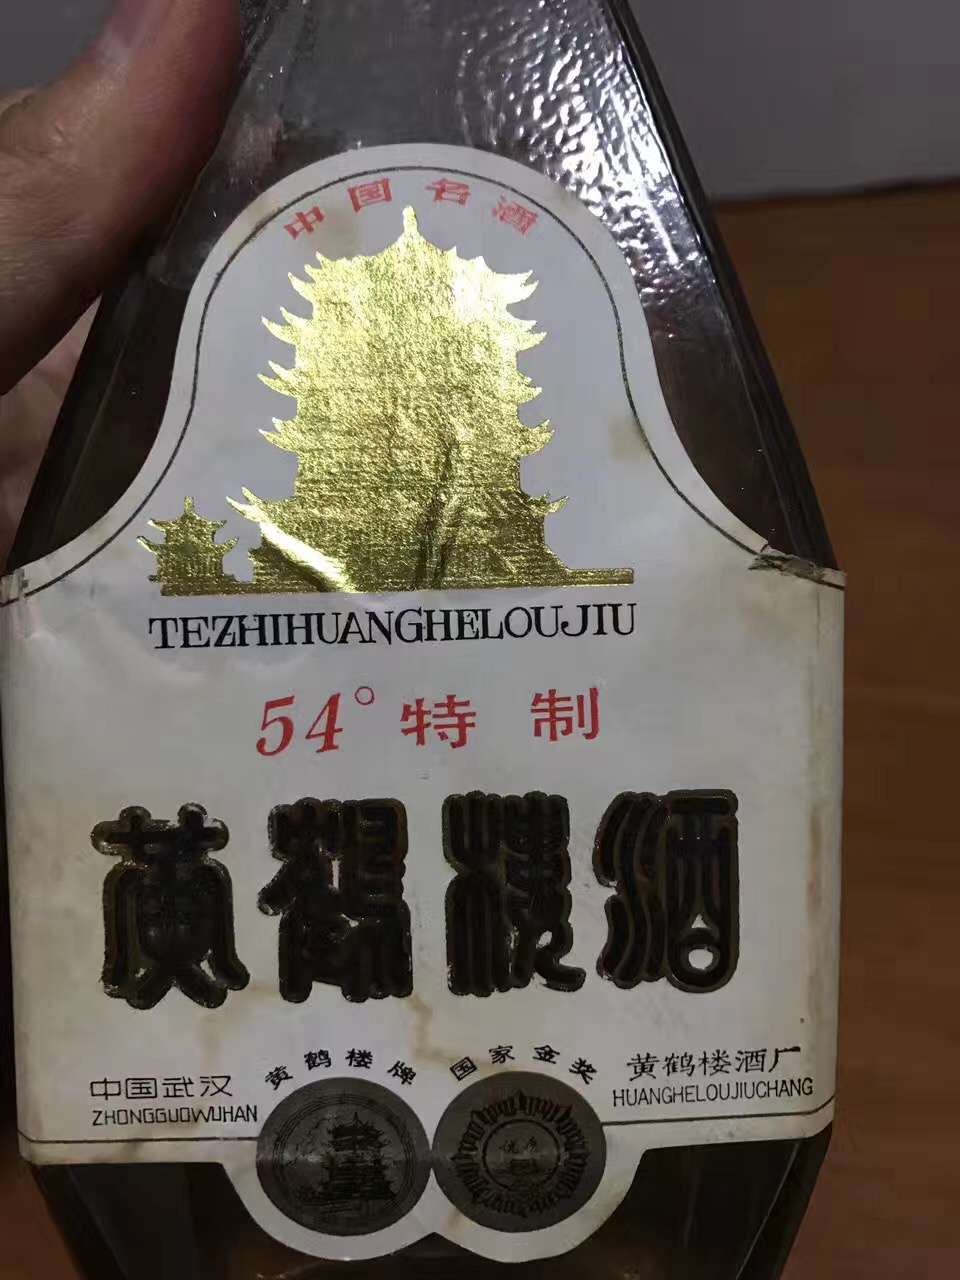 中国名酒
TEZHIHUANGHELOUJIU
54°特制
黄鹤楼酒
黄鹤楼牌 国家金奖
中国武汉
ZHONGGUOWUHAN
黄鹤楼酒厂
HUANGHELOUJIUCHANG